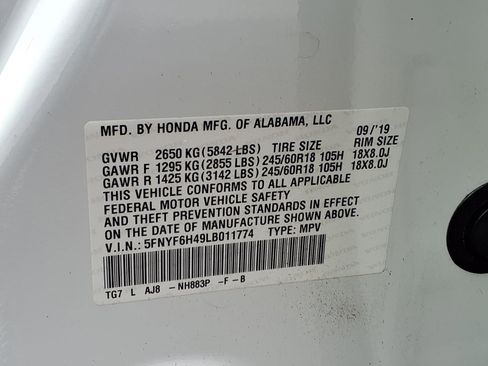 MFD. BY HONDA MFG. OF ALABAMA, LLC 09/'19
GVWR 2650 KG (5842 LBS) TIRE SIZE RIM SIZE
GAWR F 1295 KG (2855 LBS) 245/60R18 105H 18X8.0J
GAWR R 1425 KG (3142 LBS) 245/60R18 105H 18X8.0J
THIS VEHICLE CONFORMS TO ALL APPLICABLE
FEDERAL MOTOR VEHICLE SAFETY
AND THEFT PREVENTION STANDARDS IN EFFECT
ON THE DATE OF MANUFACTURE SHOWN ABOVE.
V.I.N.: 5FNYF6H49LB011774 TYPE: MPV
TG7 L AJ8 -NH883P -F -B